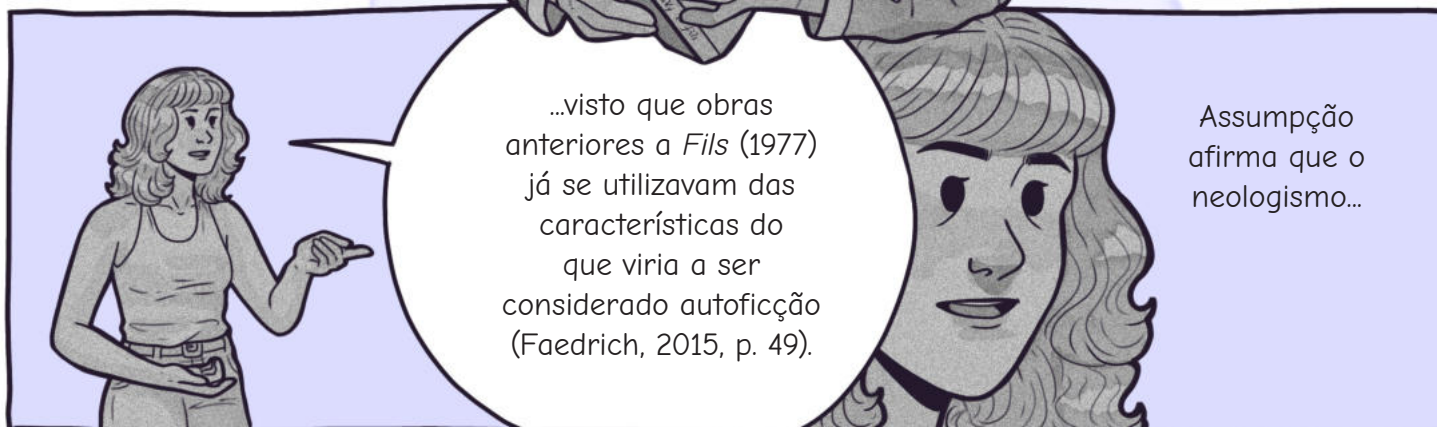 ...visto que obras
anteriores a Fils (1977)
já se utilizavam das
características do
que viria a ser
considerado autoficção
(Faedrich, 2015, p. 49).
Assumpção
afirma que o
neologismo...